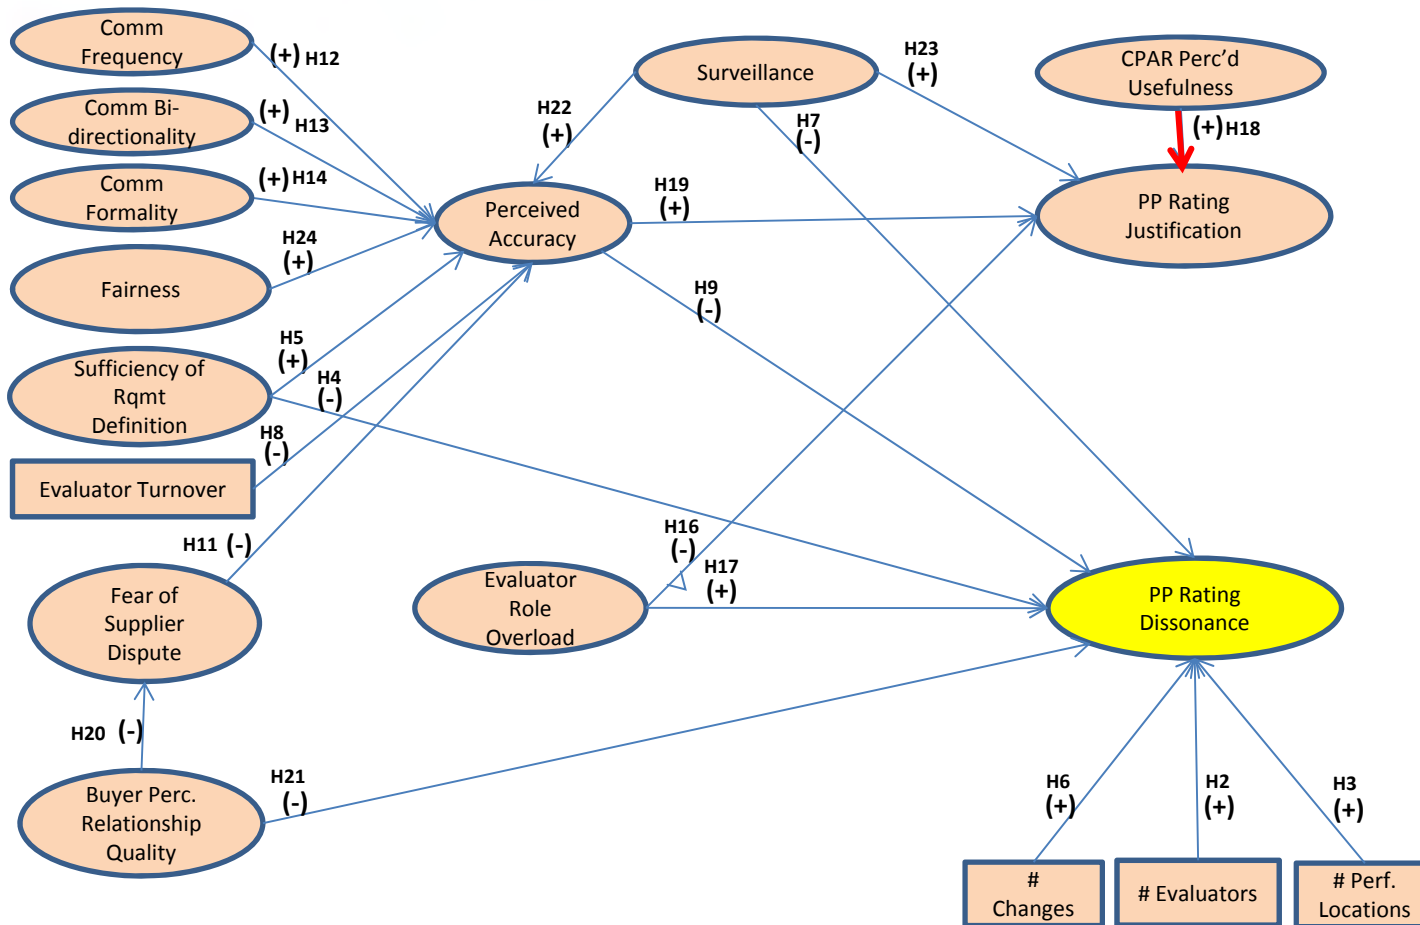 Comm
Frequency
(+) H12
Comm Bi-
directionality
(+)
H13
Comm
Formality
(+) H14
Fairness
H24
(+)
Sufficiency of
Rqmt
Definition
H5
(+)
H4
(-)
Evaluator Turnover
H8
(-)
H11 (-)
Fear of
Supplier
Dispute
H20 (-)
Buyer Perc.
Relationship
Quality
H21
(-)
Surveillance
H22
(+)
H23
(+)
H7
(-)
CPAR Perc'd
Usefulness
(+) H18
Perceived
Accuracy
H19
(+)
PP Rating
Justification
H9
(-)
Evaluator
Role
Overload
H16
(-)
H17
(+)
PP Rating
Dissonance
H6
(+)
H2
(+)
H3
(+)
#
Changes
# Evaluators
# Perf.
Locations